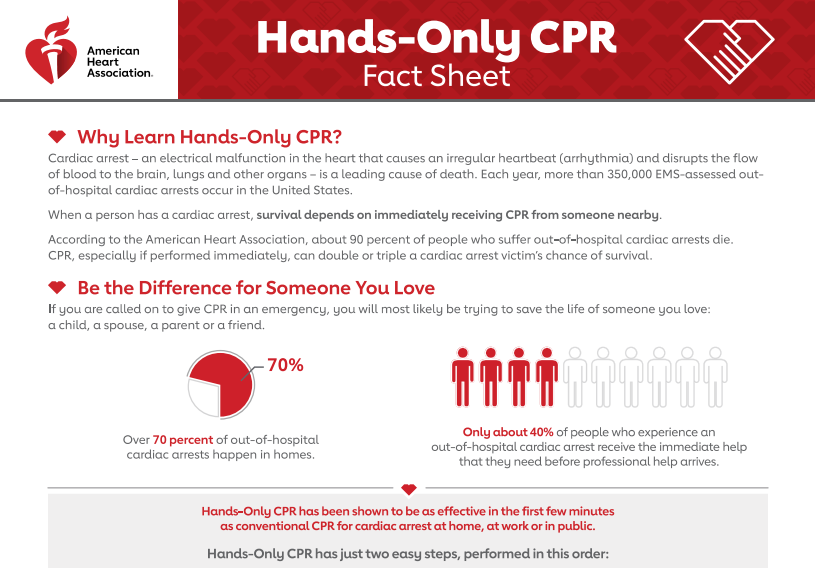 American
Heart
Association.
Hands-Only CPR
Fact Sheet
Why Learn Hands-Only CPR?
Cardiac arrest – an electrical malfunction in the heart that causes an irregular heartbeat (arrhythmia) and disrupts the flow
of blood to the brain, lungs and other organs – is a leading cause of death. Each year, more than 350,000 EMS-assessed out-
of-hospital cardiac arrests occur in the United States.
When a person has a cardiac arrest, survival depends on immediately receiving CPR from someone nearby.
According to the American Heart Association, about 90 percent of people who suffer out-of-hospital cardiac arrests die.
CPR, especially if performed immediately, can double or triple a cardiac arrest victim's chance of survival.
Be the Difference for Someone You Love
If you are called on to give CPR in an emergency, you will most likely be trying to save the life of someone you love:
a child, a spouse, a parent or a friend.
70%
Over 70 percent of out-of-hospital
cardiac arrests happen in homes.
Only about 40% of people who experience an
out-of-hospital cardiac arrest receive the immediate help
that they need before professional help arrives.
Hands-Only CPR has been shown to be as effective in the first few minutes
as conventional CPR for cardiac arrest at home, at work or in public.
Hands-Only CPR has just two easy steps, performed in this order: